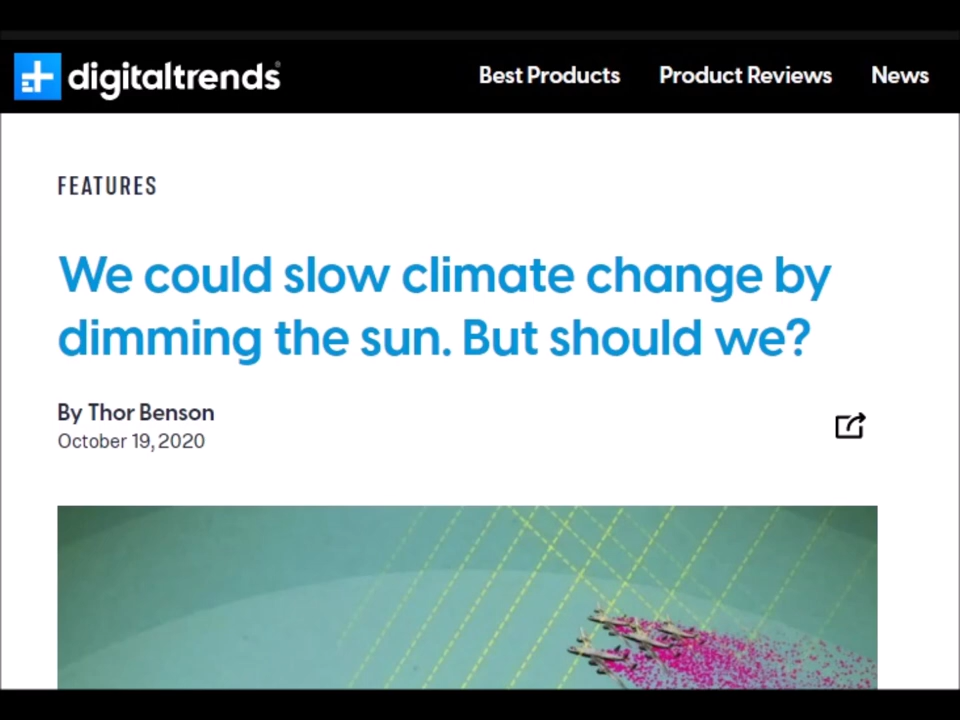 digitaltrends
Best Products
Product Reviews
News
FEATURES
We could slow climate change by
dimming the sun. But should we?
By Thor Benson
October 19, 2020